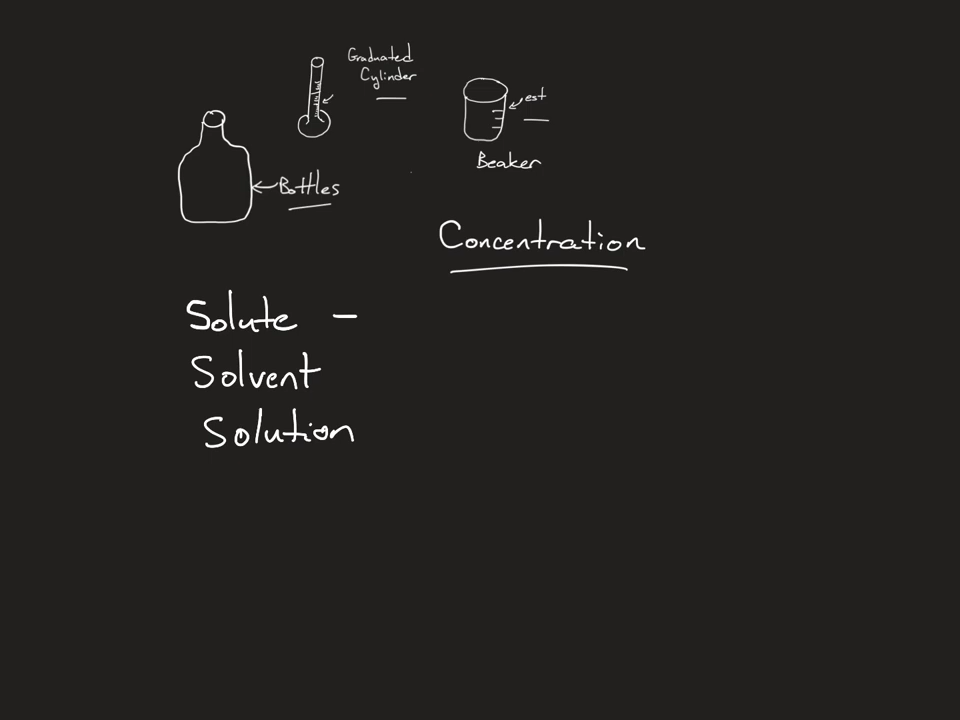 Graduated
Cylinder
est
Beaker
Bottles
Concentration
Solute –
Solvent
Solution